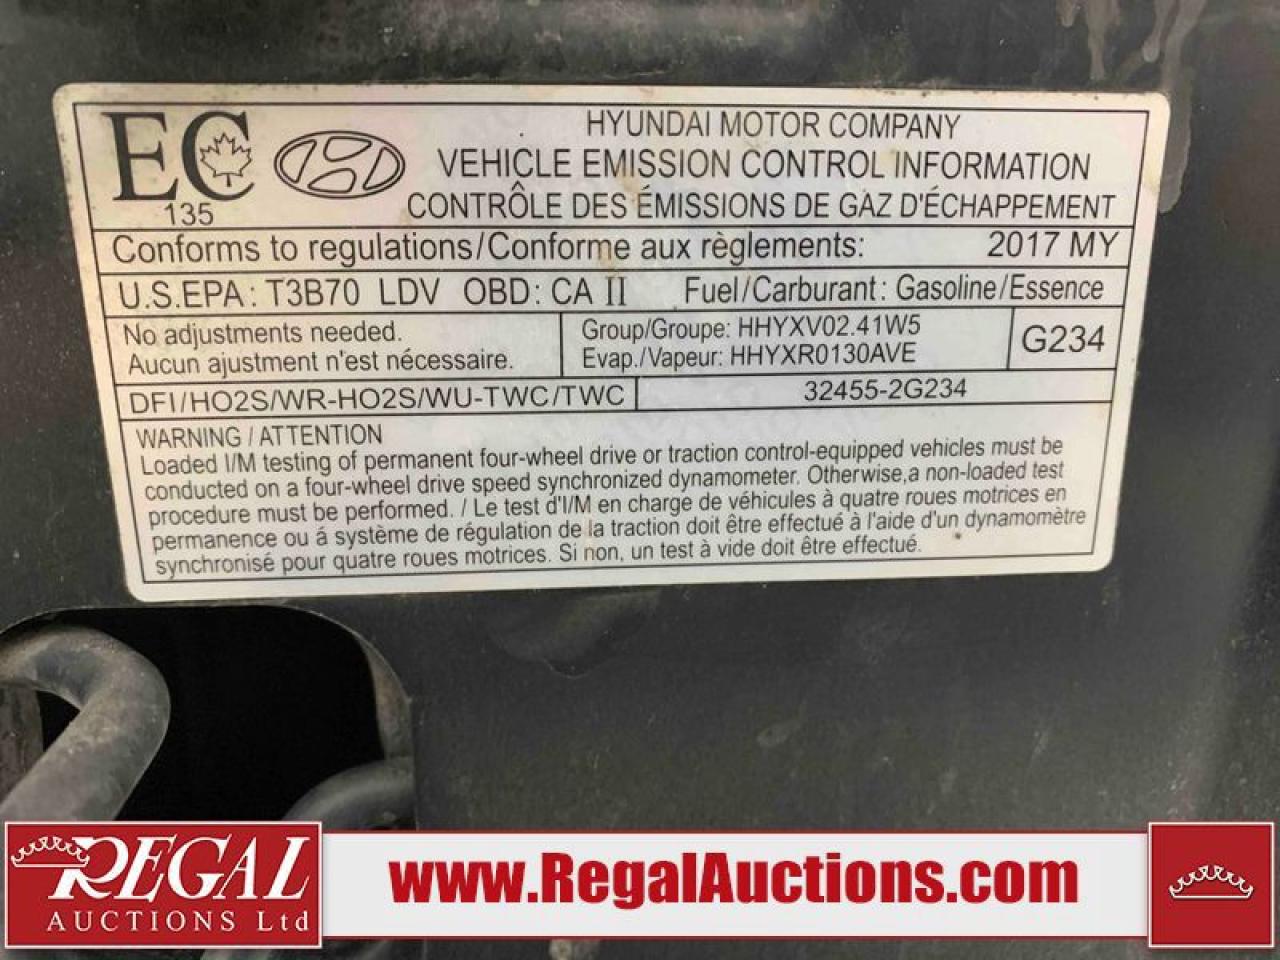 EC
135
HYUNDAI MOTOR COMPANY
VEHICLE EMISSION CONTROL INFORMATION
CONTRÔLE DES ÉMISSIONS DE GAZ D'ÉCHAPPEMENT
Conforms to regulations/Conforme aux règlements: 2017 MY
U.S.EPA: T3B70 LDV OBD: CA II Fuel/Carburant: Gasoline/Essence
No adjustments needed.
Aucun ajustment n'est nécessaire.
Group/Groupe: HHYXV02.41W5
Evap./Vapeur: HHYXR0130AVE
G234
DFI/HO2S/WR-HO2S/WU-TWC/TWC
32455-2G234
WARNING / ATTENTION
Loaded I/M testing of permanent four-wheel drive or traction control-equipped vehicles must be
conducted on a four-wheel drive speed synchronized dynamometer. Otherwise,a non-loaded test
procedure must be performed. / Le test d'I/M en charge de véhicules à quatre roues motrices en
permanence ou á système de régulation de la traction doit être effectué à l'aide d'un dynamomètre
synchronisé pour quatre roues motrices. Si non, un test à vide doit être effectué.
REGAL
AUCTIONS Ltd
www.RegalAuctions.com